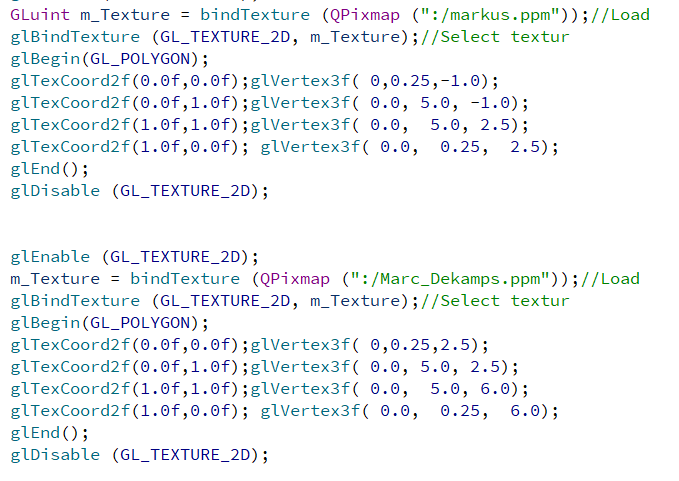 GLuint m_Texture = bindTexture (QPixmap (":/markus.ppm"));//Load
glBindTexture (GL_TEXTURE_2D, m_Texture);//Select textur
glBegin(GL_POLYGON);
glTexCoord2f(0.0f,0.0f);glVertex3f( 0,0.25,-1.0);
glTexCoord2f(0.0f,1.0f);glVertex3f( 0.0, 5.0, -1.0);
glTexCoord2f(1.0f,1.0f);glVertex3f( 0.0,  5.0, 2.5);
glTexCoord2f(1.0f,0.0f); glVertex3f( 0.0,  0.25,  2.5);
glEnd();
glDisable (GL_TEXTURE_2D);
glEnable (GL_TEXTURE_2D);
m_Texture = bindTexture (QPixmap (":/Marc_Dekamps.ppm"));//Load
glBindTexture (GL_TEXTURE_2D, m_Texture);//Select textur
glBegin(GL_POLYGON);
glTexCoord2f(0.0f,0.0f);glVertex3f( 0,0.25,2.5);
glTexCoord2f(0.0f,1.0f);glVertex3f( 0.0, 5.0, 2.5);
glTexCoord2f(1.0f,1.0f);glVertex3f( 0.0,  5.0, 6.0);
glTexCoord2f(1.0f,0.0f); glVertex3f( 0.0,  0.25,  6.0);
glEnd();
glDisable (GL_TEXTURE_2D);